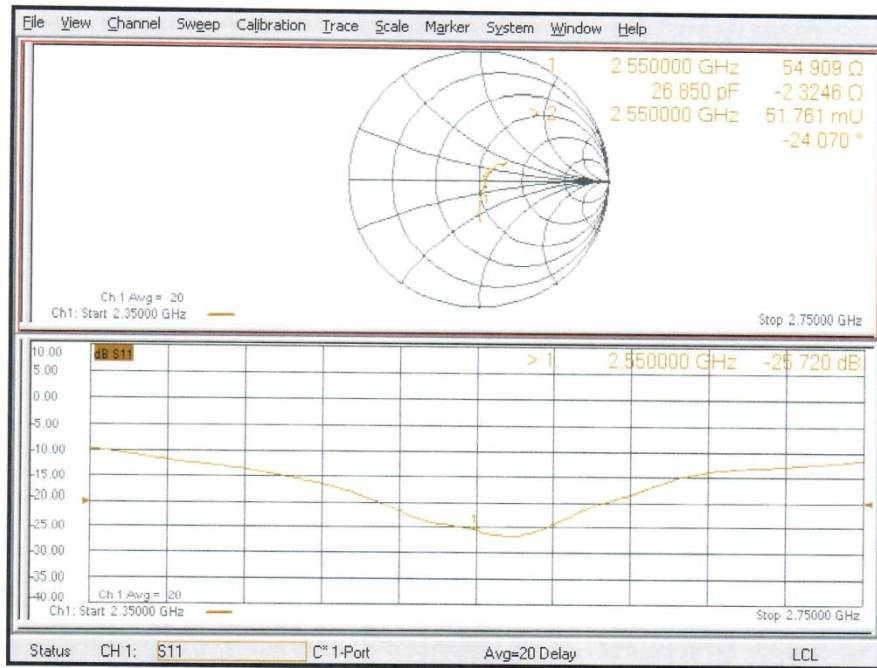 File View Channel Sweep Calibration Trace Scale Marker System Window Help
1 2.550000 GHz 54.909 Ω
26.850 pF -2.3246 Ω
> 2 2.550000 GHz 51.761 mU
-24.070 °
1
Ch 1 Avg = 20
Ch1: Start 2.35000 GHz
Stop 2.75000 GHz
10.00
dB S11
> 1 2.550000 GHz -25.720 dB
5.00
0.00
-5.00
-10.00
-15.00
-20.00
-25.00
1
-30.00
-35.00
-40.00
Ch 1 Avg = 20
Ch1: Start 2.35000 GHz
Stop 2.75000 GHz
Status CH 1: S11 C* 1-Port Avg=20 Delay LCL